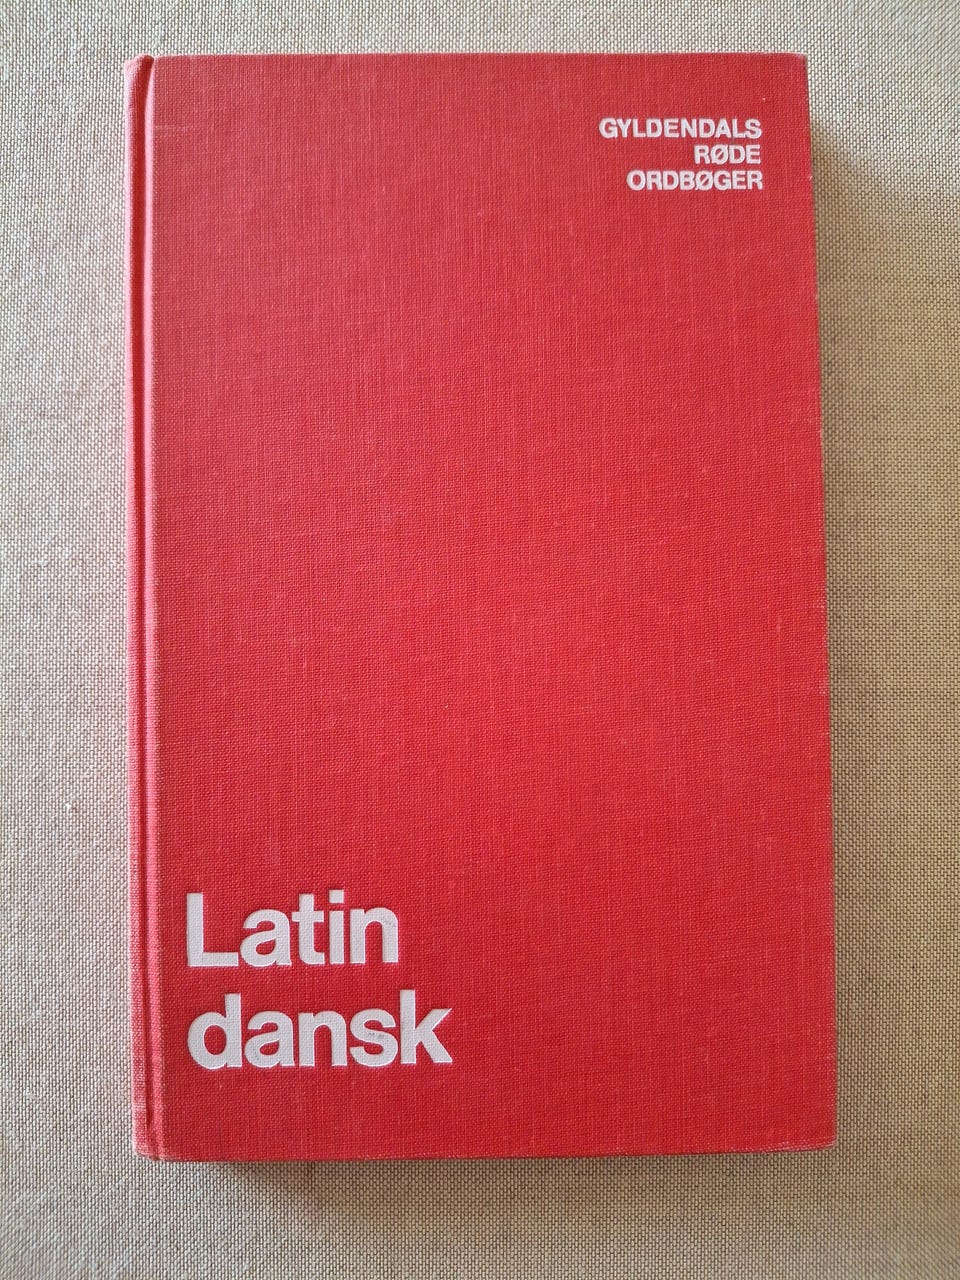 GYLDENDALS
RØDE
ORDBØGER
Latin
dansk